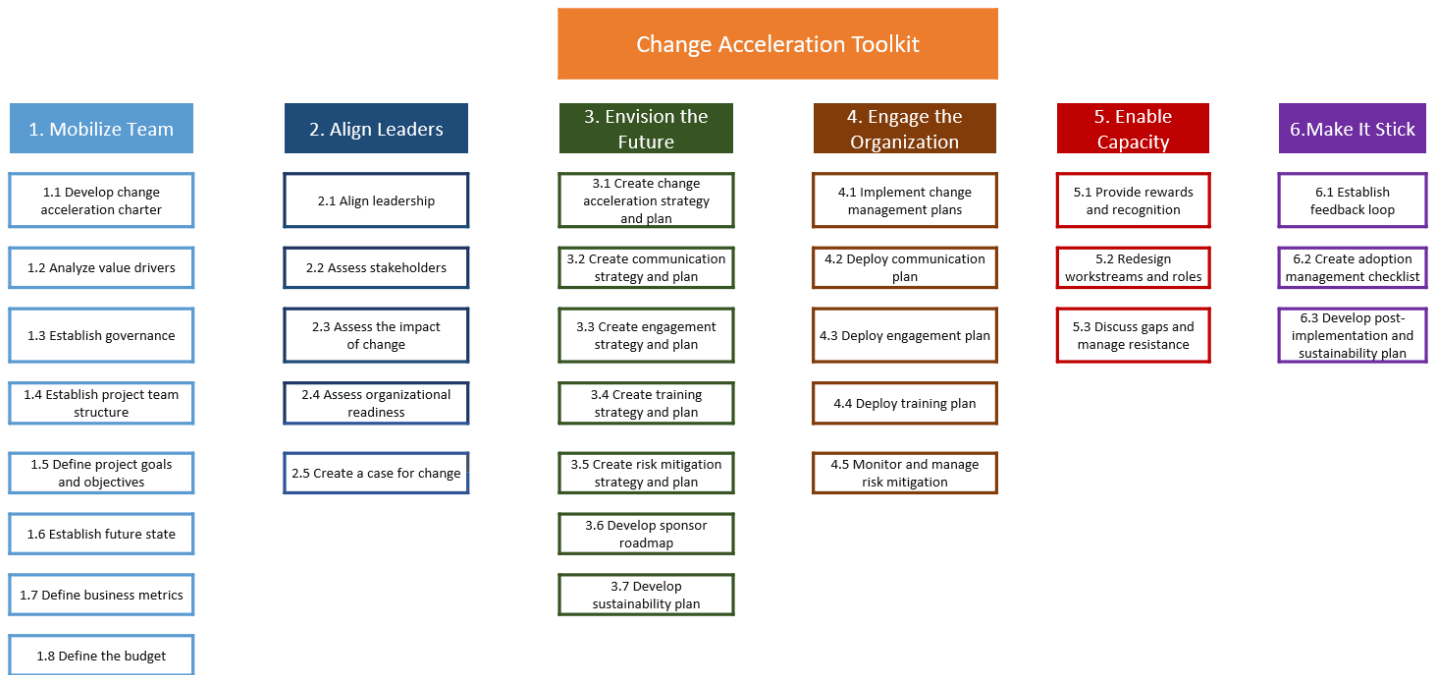 Change Acceleration Toolkit
1. Mobilize Team
1.1 Develop change
acceleration charter
1.2 Analyze value drivers
1.3 Establish governance
1.4 Establish project team
structure
1.5 Define project goals
and objectives
1.6 Establish future state
1.7 Define business metrics
1.8 Define the budget
2. Align Leaders
2.1 Align leadership
2.2 Assess stakeholders
2.3 Assess the impact
of change
2.4 Assess organizational
readiness
2.5 Create a case for change
3. Envision the
Future
3.1 Create change
acceleration strategy
and plan
3.2 Create communication
strategy and plan
3.3 Create engagement
strategy and plan
3.4 Create training
strategy and plan
3.5 Create risk mitigation
strategy and plan
3.6 Develop sponsor
roadmap
3.7 Develop
sustainability plan
4. Engage the
Organization
4.1 Implement change
management plans
4.2 Deploy communication
plan
4.3 Deploy engagement plan
4.4 Deploy training plan
4.5 Monitor and manage
risk mitigation
5. Enable
Capacity
5.1 Provide rewards
and recognition
5.2 Redesign
workstreams and roles
5.3 Discuss gaps and
manage resistance
6.Make It Stick
6.1 Establish
feedback loop
6.2 Create adoption
management checklist
6.3 Develop post-
implementation and
sustainability plan